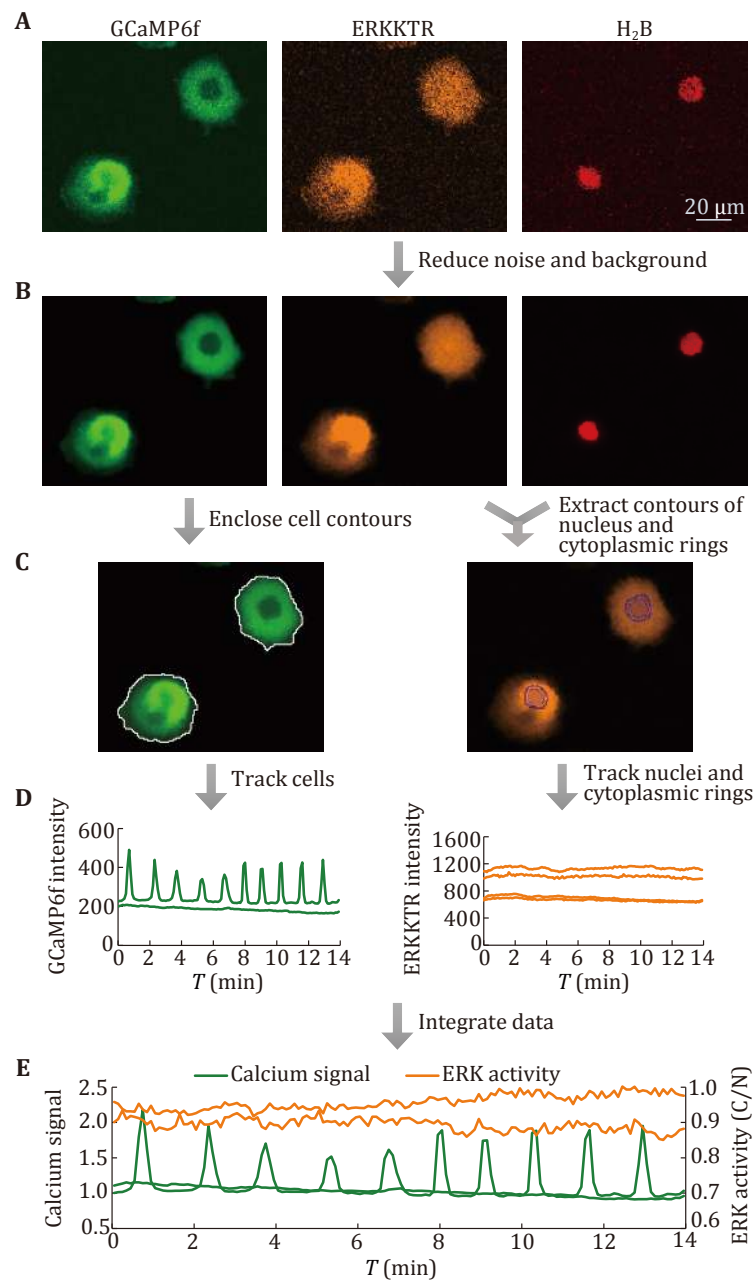 A
GCaMP6f
ERKKTR
H₂B
20 μm
Reduce noise and background
B
Enclose cell contours
Extract contours of
nucleus and
cytoplasmic rings
C
Track cells
Track nuclei and
cytoplasmic rings
D
GCaMP6f intensity
600
400
200
0
0 2 4 6 8 10 12 14
T (min)
ERKKTR intensity
1600
1200
800
400
0
0 2 4 6 8 10 12 14
T (min)
Integrate data
E
Calcium signal
ERK activity
Calcium signal
2.5
2.0
1.5
1.0
0.5
1.0
0.9
0.8
0.7
0.6
ERK activity (C/N)
0 2 4 6 8 10 12 14
T (min)